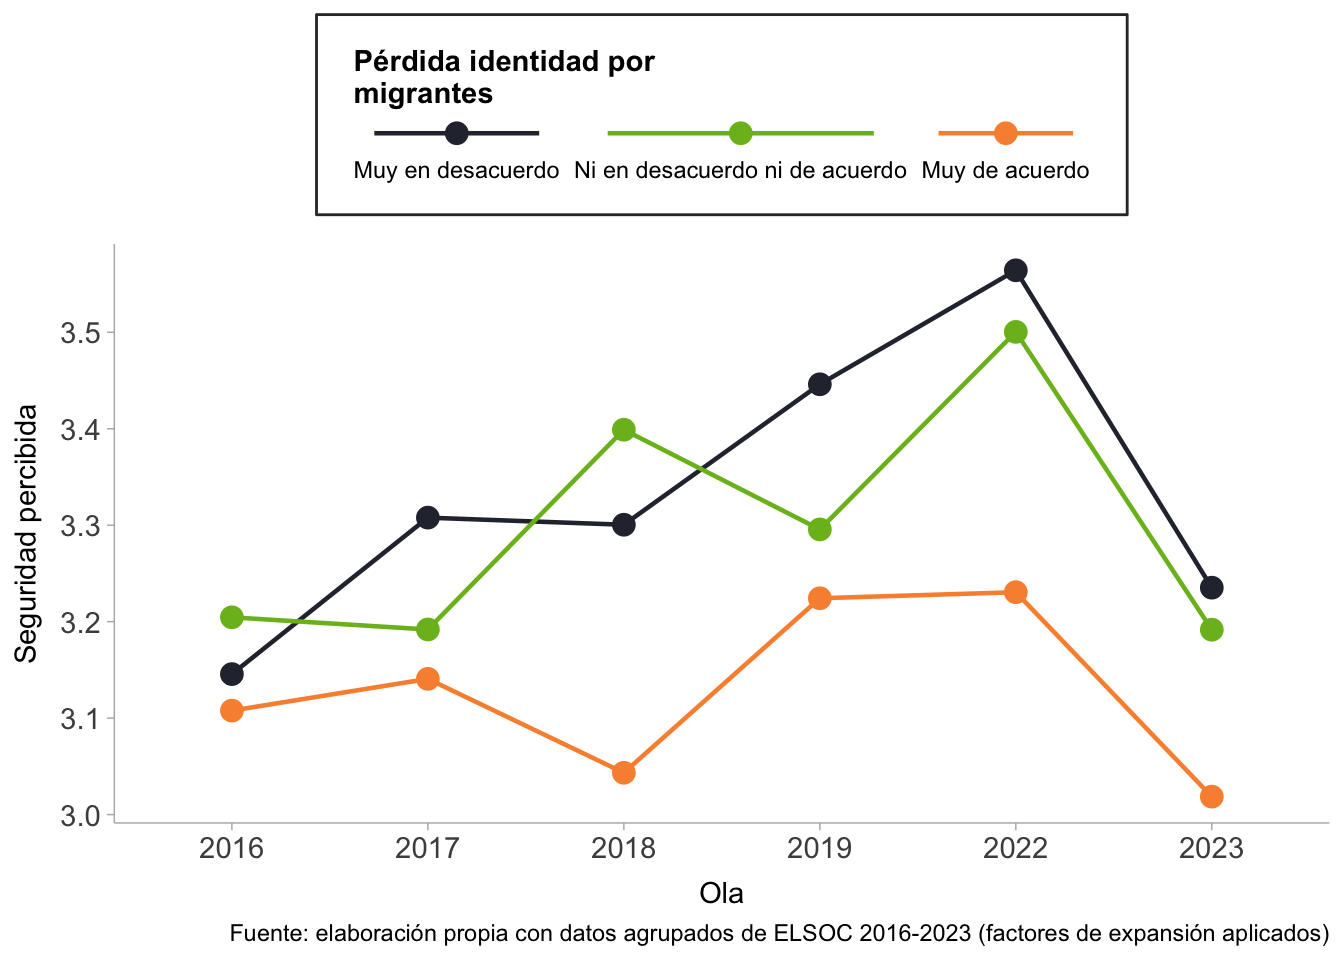 Pérdida identidad por
migrantes
Muy en desacuerdo Ni en desacuerdo ni de acuerdo Muy de acuerdo
3.5
3.4
3.3
3.2
3.1
3.0
Seguridad percibida
2016 2017 2018 2019 2022 2023
Ola
Fuente: elaboración propia con datos agrupados de ELSOC 2016-2023 (factores de expansión aplicados)